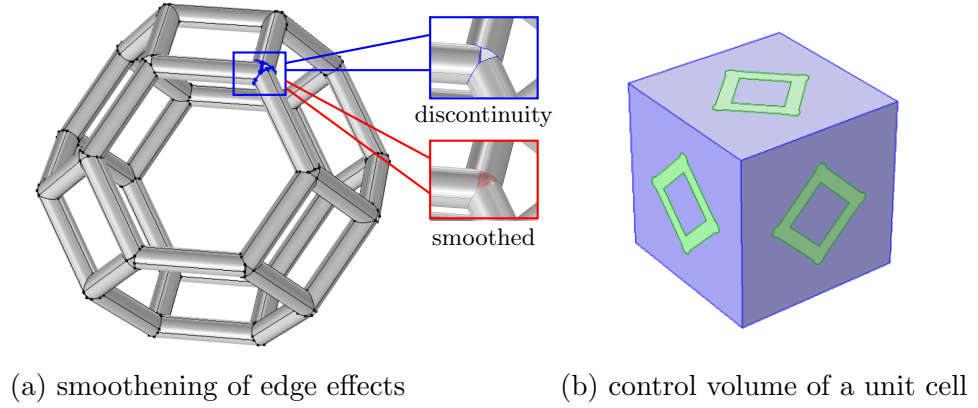 discontinuity
smoothed
(a) smoothening of edge effects
(b) control volume of a unit cell